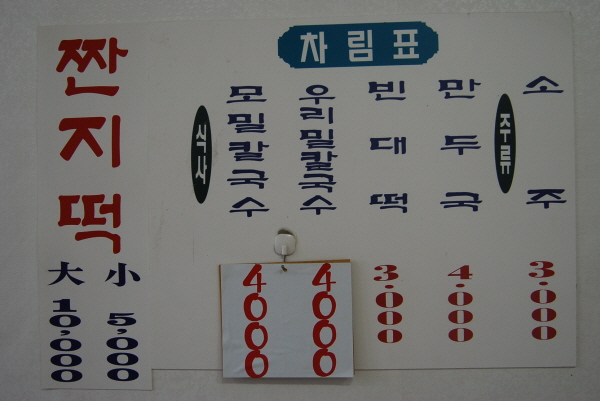 차림표
짠지떡
大 10,000
小 5,000
식사
모밀칼국수 4000
우리밀칼국수 4000
빈대떡 3.000
만두국 4.000
주류
소주 3.000